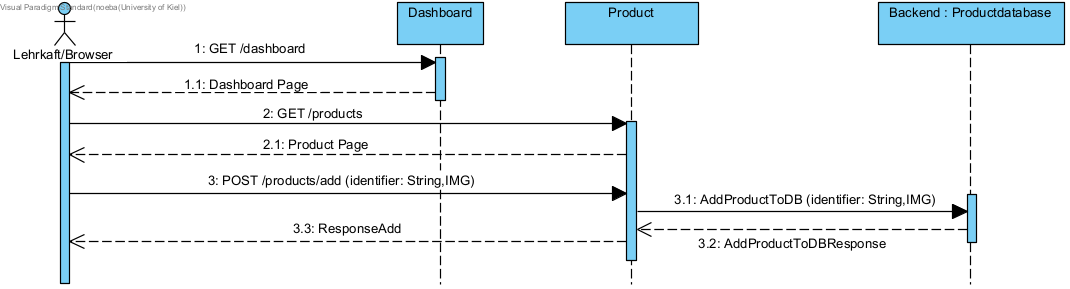 Visual Paradigm Standard(noeba(University of Kiel))
Dashboard
Product
Backend : Productdatabase
Lehrkaft/Browser
1: GET /dashboard
1.1: Dashboard Page
2: GET /products
2.1: Product Page
3: POST /products/add (identifier: String,IMG)
3.1: AddProductToDB (identifier: String,IMG)
3.3: ResponseAdd
3.2: AddProductToDBResponse